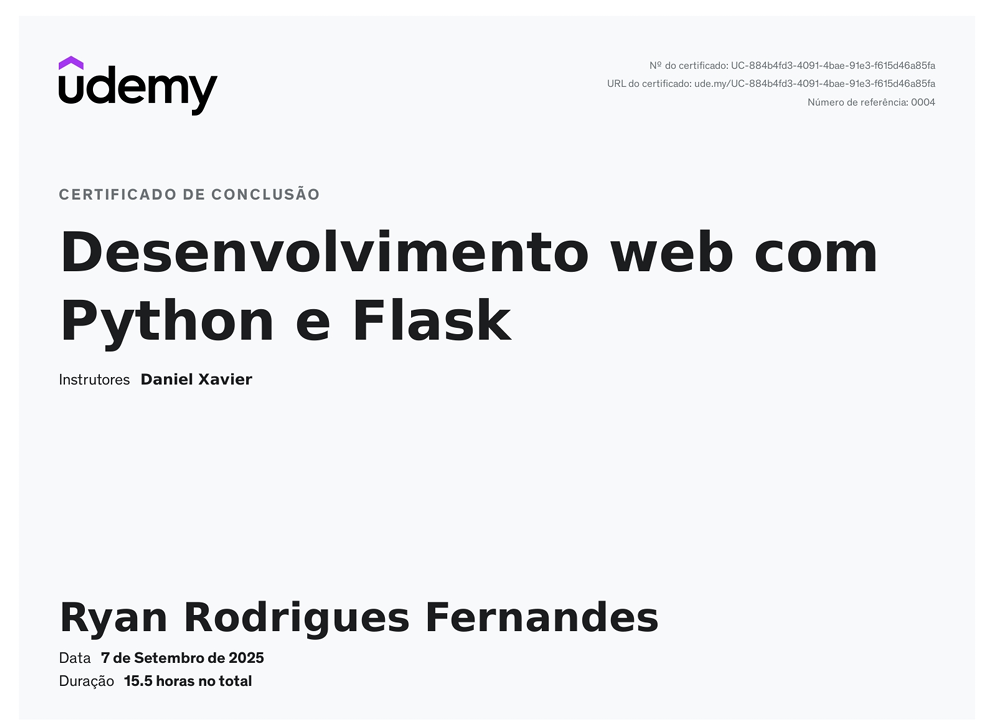 udemy
Nº do certificado: UC-884b4fd3-4091-4bae-91e3-f615d46a85fa
URL do certificado: ude.my/UC-884b4fd3-4091-4bae-91e3-f615d46a85fa
Número de referência: 0004
CERTIFICADO DE CONCLUSÃO
Desenvolvimento web com
Python e Flask
Instrutores Daniel Xavier
Ryan Rodrigues Fernandes
Data 7 de Setembro de 2025
Duração 15.5 horas no total